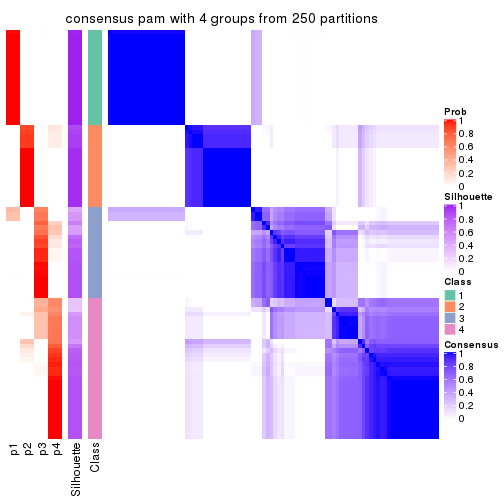 consensus pam with 4 groups from 250 partitions
Prob
1
0.8
0.6
0.4
0.2
0
Silhouette
1
0.8
0.6
0.4
0.2
0
Class
1
2
3
4
Consensus
1
0.8
0.6
0.4
0.2
0
p1
p2
p3
p4
Silhouette
Class